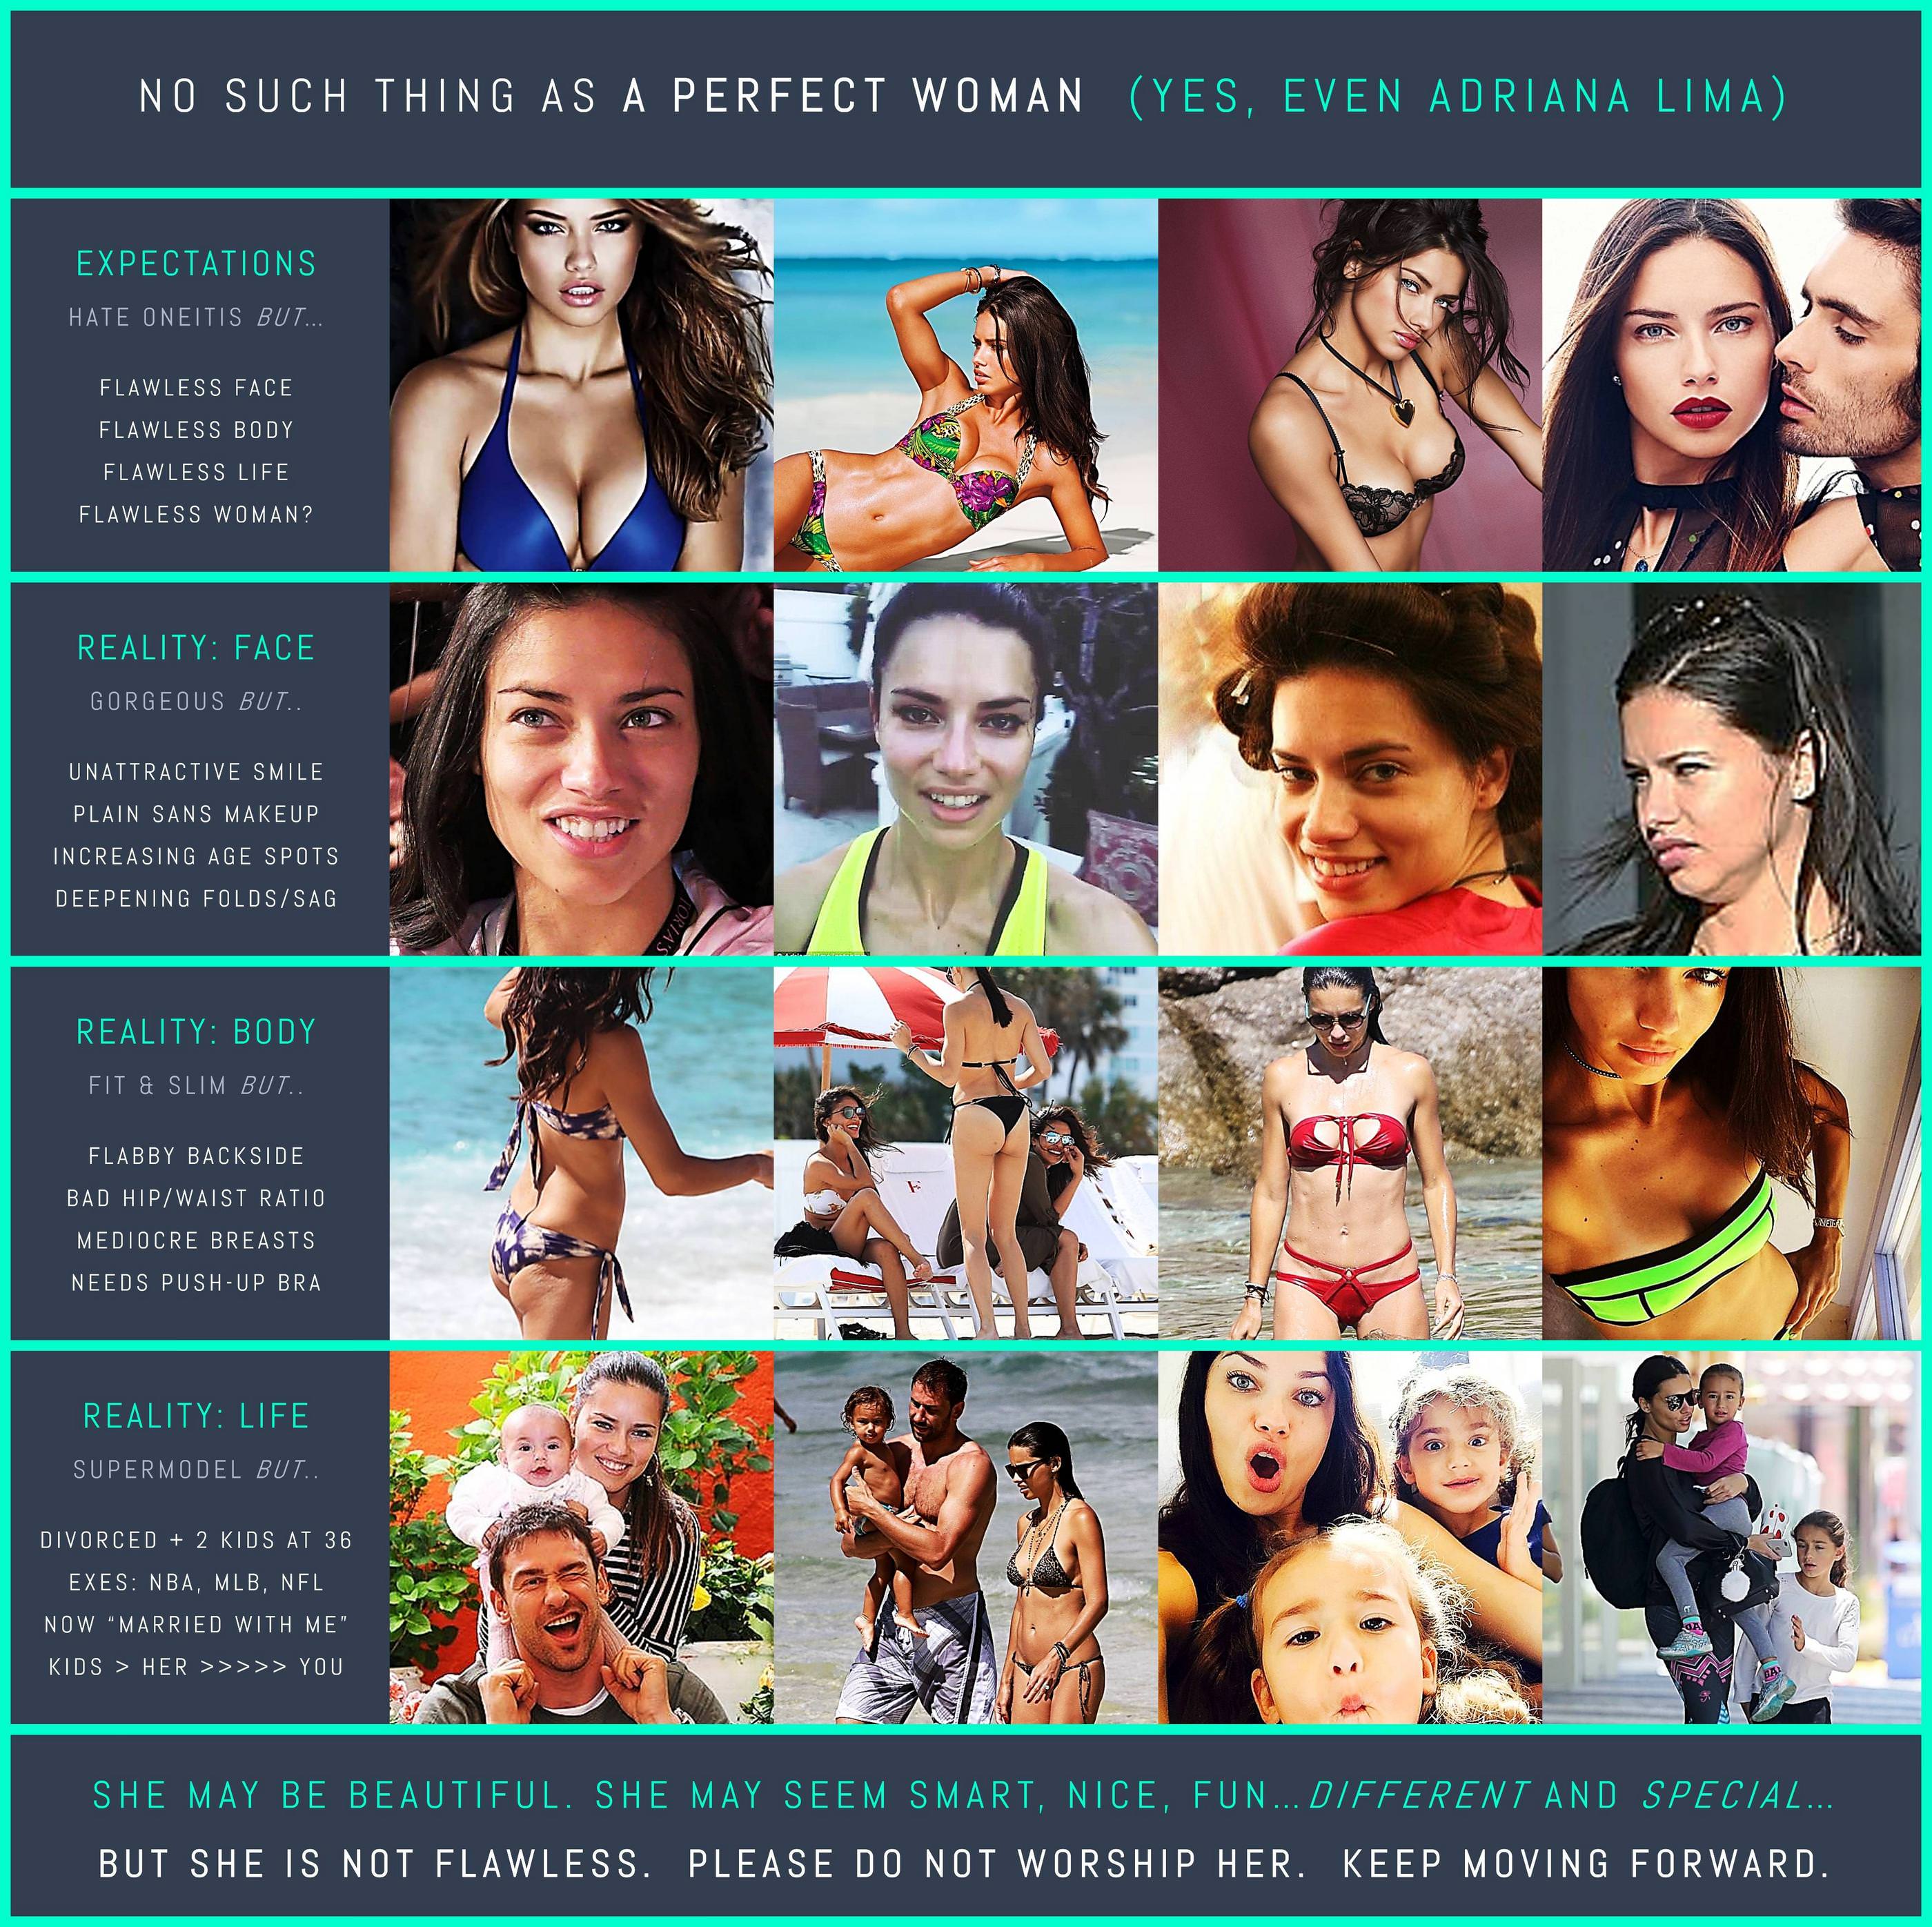 NO SUCH THING AS A PERFECT WOMAN (YES, EVEN ADRIANA LIMA)
EXPECTATIONS
HATE ONEITIS BUT...
FLAWLESS FACE
FLAWLESS BODY
FLAWLESS LIFE
FLAWLESS WOMAN?
REALITY: FACE
GORGEOUS BUT..
UNATTRACTIVE SMILE
PLAIN SANS MAKEUP
INCREASING AGE SPOTS
DEEPENING FOLDS/SAG
REALITY: BODY
FIT & SLIM BUT..
FLABBY BACKSIDE
BAD HIP/WAIST RATIO
MEDIOCRE BREASTS
NEEDS PUSH-UP BRA
F
REALITY: LIFE
SUPERMODEL BUT..
DIVORCED + 2 KIDS AT 36
EXES: NBA, MLB, NFL
NOW “MARRIED WITH ME”
KIDS > HER >>>>> YOU
SHE MAY BE BEAUTIFUL. SHE MAY SEEM SMART, NICE, FUN...DIFFERENT AND SPECIAL...
BUT SHE IS NOT FLAWLESS. PLEASE DO NOT WORSHIP HER. KEEP MOVING FORWARD.